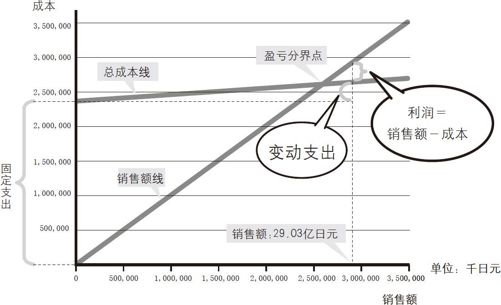 成本
3,500,000
3,000,000
2,500,000
2,000,000
1,500,000
1,000,000
500,000
固定支出
总成本线
盈亏分界点
利润＝
销售额－成本
变动支出
销售额线
销售额:29.03亿日元
0
500,000
1,000,000
1,500,000
2,000,000
2,500,000
3,000,000
3,500,000
单位: 千日元
销售额